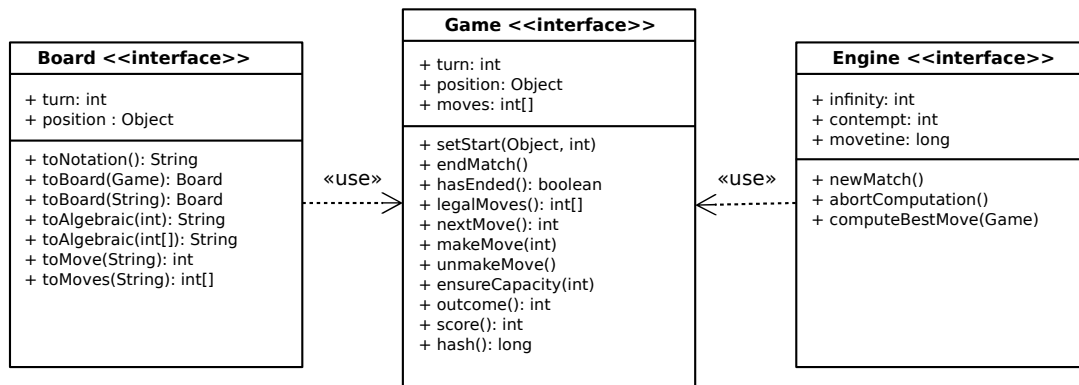 Board <<interface>>
+ turn: int
+ position : Object
+ toNotation(): String
+ toBoard(Game): Board
+ toBoard(String): Board
+ toAlgebraic(int): String
+ toAlgebraic(int[]): String
+ toMove(String): int
+ toMoves(String): int[]
«use»
Game <<interface>>
+ turn: int
+ position: Object
+ moves: int[]
+ setStart(Object, int)
+ endMatch()
+ hasEnded(): boolean
+ legalMoves(): int[]
+ nextMove(): int
+ makeMove(int)
+ unmakeMove()
+ ensureCapacity(int)
+ outcome(): int
+ score(): int
+ hash(): long
«use»
Engine <<interface>>
+ infinity: int
+ contempt: int
+ movetine: long
+ newMatch()
+ abortComputation()
+ computeBestMove(Game)